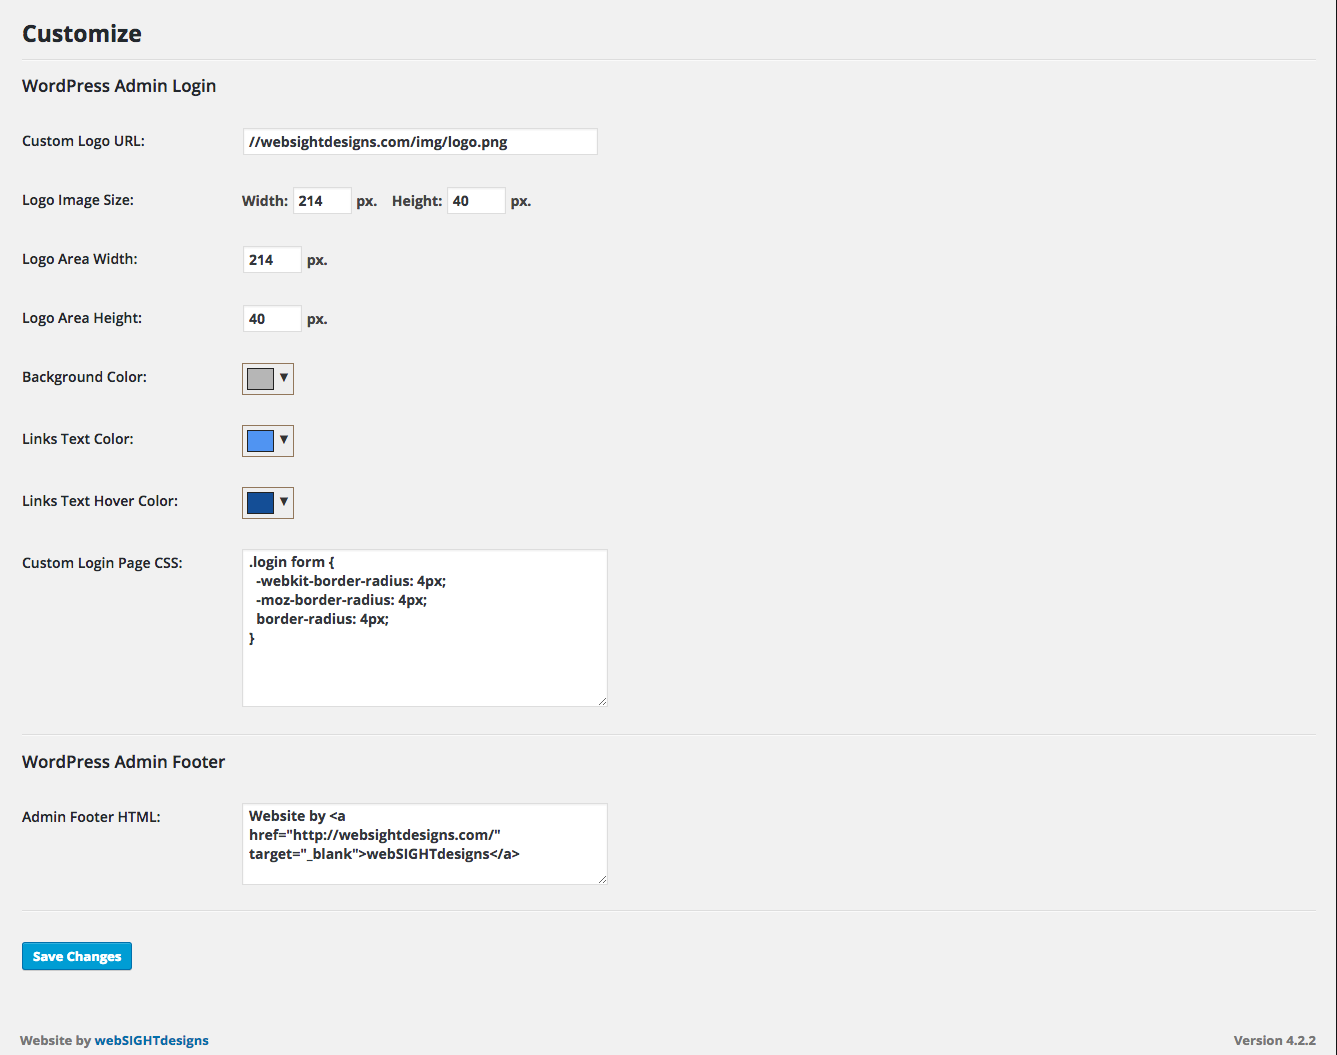 Customize
WordPress Admin Login
Custom Logo URL: //websightdesigns.com/img/logo.png
Logo Image Size: Width: 214 px. Height: 40 px.
Logo Area Width: 214 px.
Logo Area Height: 40 px.
Background Color:
Links Text Color:
Links Text Hover Color:
Custom Login Page CSS: .login form {
-webkit-border-radius: 4px;
-moz-border-radius: 4px;
border-radius: 4px;
}
WordPress Admin Footer
Admin Footer HTML: Website by <a
href="http://websightdesigns.com/"
target="_blank">webSIGHTdesigns</a>
Save Changes
Website by webSIGHTdesigns Version 4.2.2